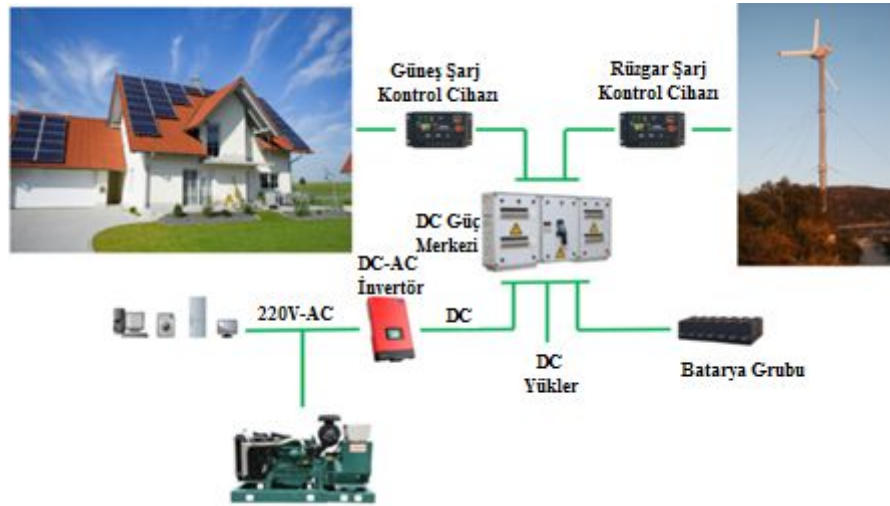 Güneş Şarj
Kontrol Cihazı
Rüzgar Şarj
Kontrol Cihazı
DC Güç
Merkezi
DC-AC
İnvertör
220V-AC
DC
DC
Yükler
Batarya Grubu